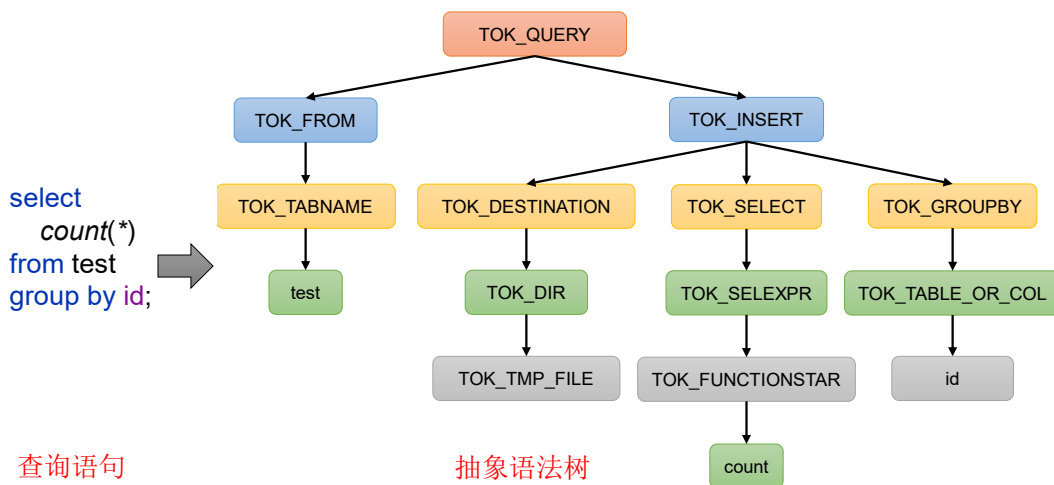 TOK_QUERY
TOK_FROM
TOK_INSERT
TOK_TABNAME
TOK_DESTINATION
TOK_SELECT
TOK_GROUPBY
select
count(*)
from test
group by id;
test
TOK_DIR
TOK_SELEXPR
TOK_TABLE_OR_COL
TOK_TMP_FILE
TOK_FUNCTIONSTAR
id
count
查询语句
抽象语法树